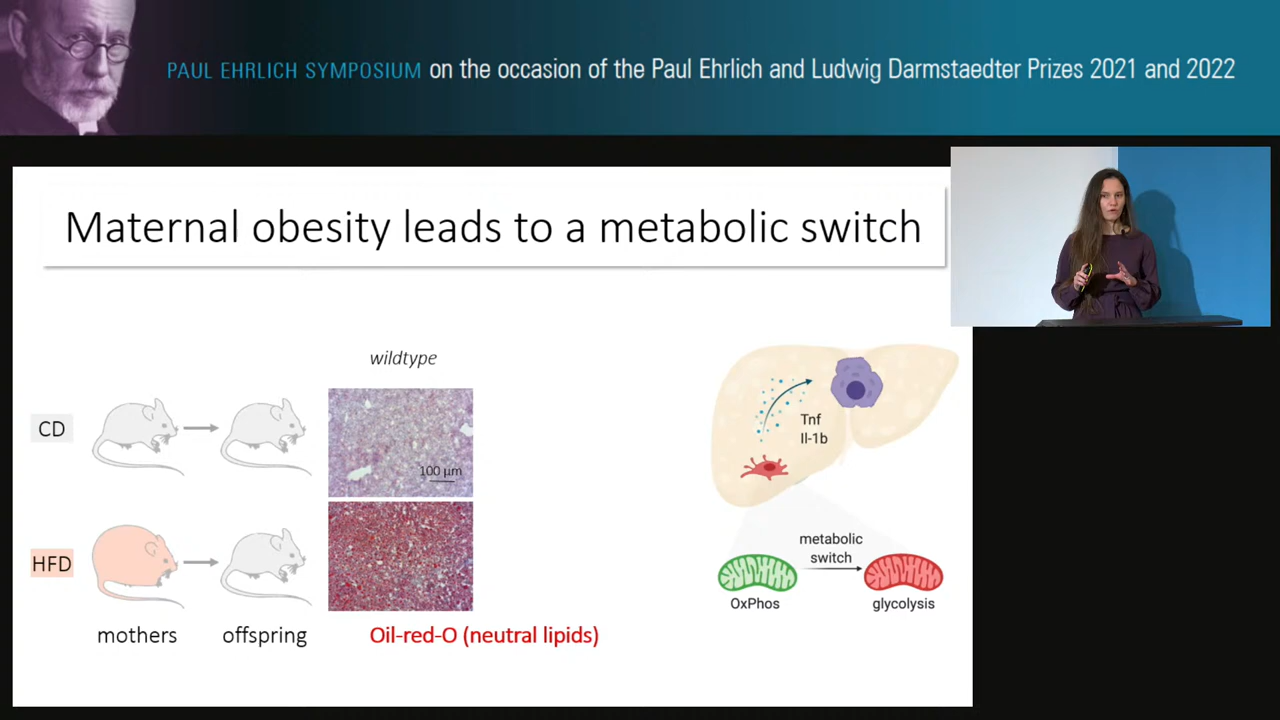 PAUL EHRLICH SYMPOSIUM on the occasion of the Paul Ehrlich and Ludwig Darmstaedter Prizes 2021 and 2022
Maternal obesity leads to a metabolic switch
wildtype
CD
100 µm
HFD
mothers
offspring
Oil-red-O (neutral lipids)
Tnf
Il-1b
metabolic
switch
OxPhos
glycolysis